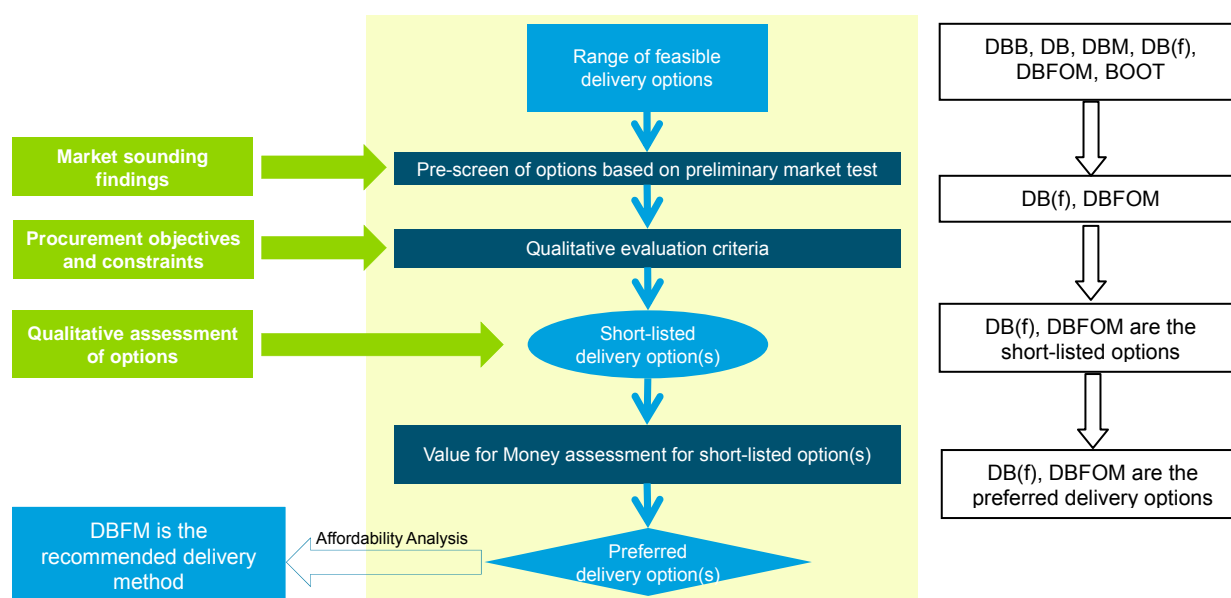 Range of feasible
delivery options
DBB, DB, DBM, DB(f),
DBFOM, BOOT
Market sounding
findings
Pre-screen of options based on preliminary market test
DB(f), DBFOM
Procurement objectives
and constraints
Qualitative evaluation criteria
Qualitative assessment
of options
Short-listed
delivery option(s)
DB(f), DBFOM are the
short-listed options
Value for Money assessment for short-listed option(s)
DB(f), DBFOM are the
preferred delivery options
DBFM is the
recommended delivery
method
Affordability Analysis
Preferred
delivery option(s)